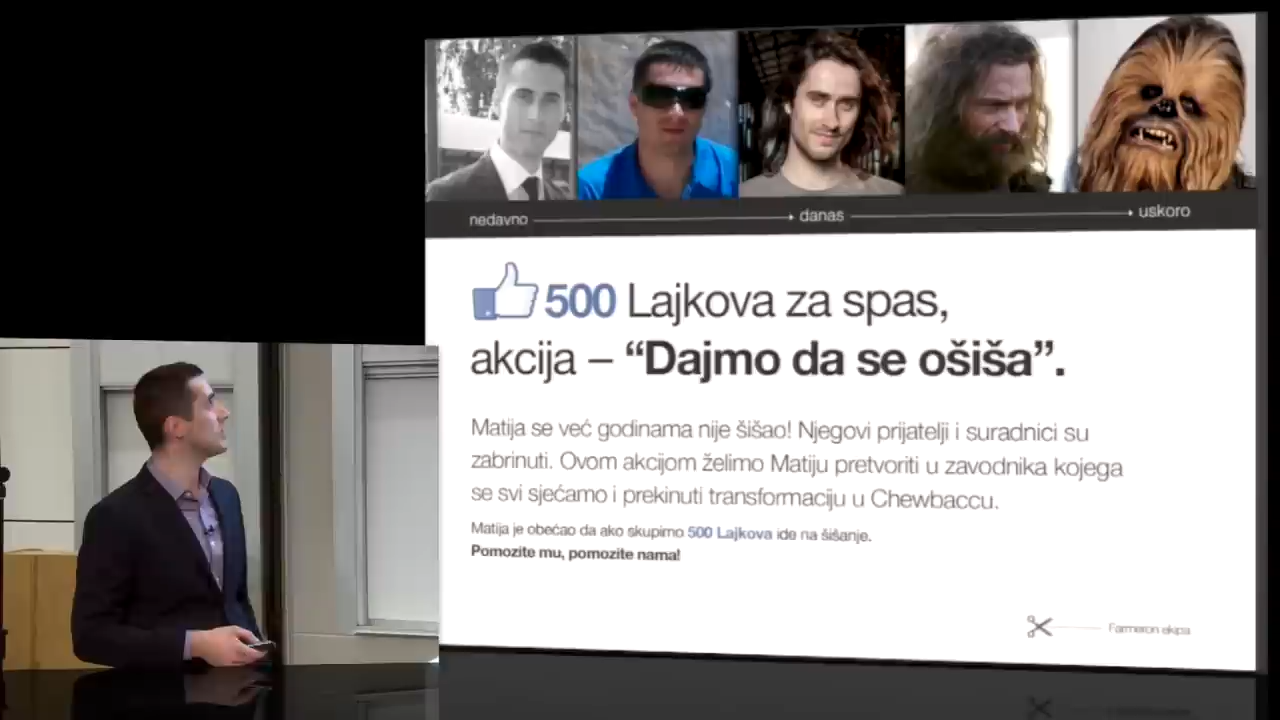 nedavno danas uskoro
500 Lajkova za spas,
akcija – “Dajmo da se ošiša”.
Matija se već godinama nije šišao! Njegovi prijatelji i suradnici su
zabrinuti. Ovom akcijom želimo Matiju pretvoriti u zavodnika kojega
se svi sjećamo i prekinuti transformaciju u Chewbaccu.
Matija je obećao da ako skupimo 500 Lajkova ide na šišanje.
Pomozite mu, pomozite nama!
Farmeron ekipa